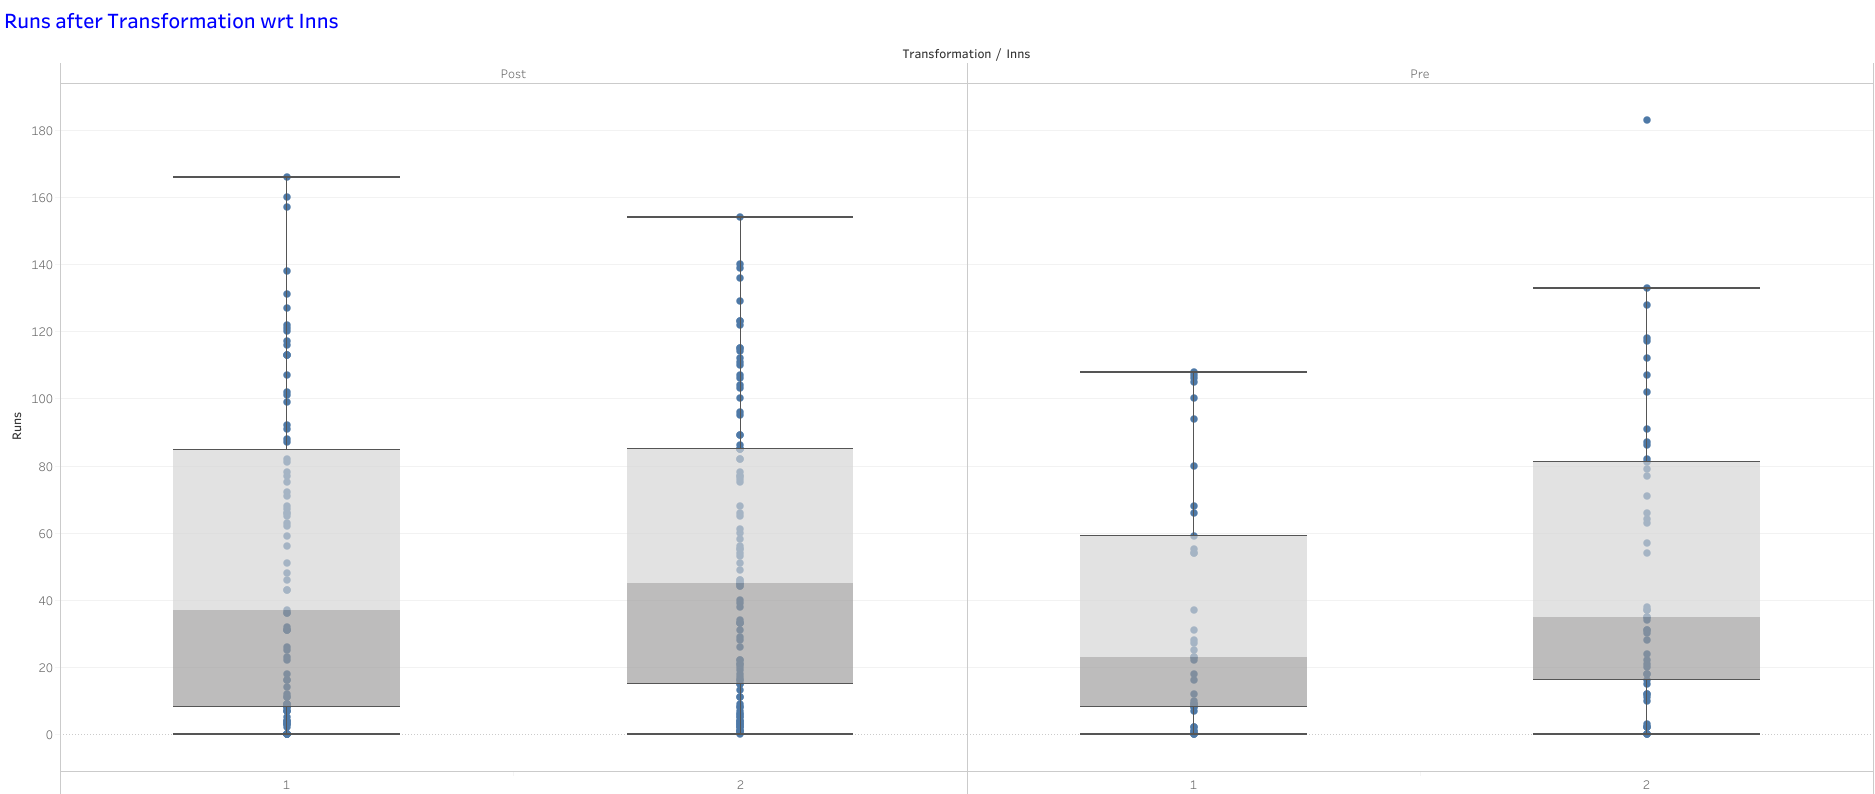 Runs after Transformation wrt Inns
Transformation / Inns
Post Pre
180
160
140
120
100
80
60
40
20
0
Runs
1 2 1 2